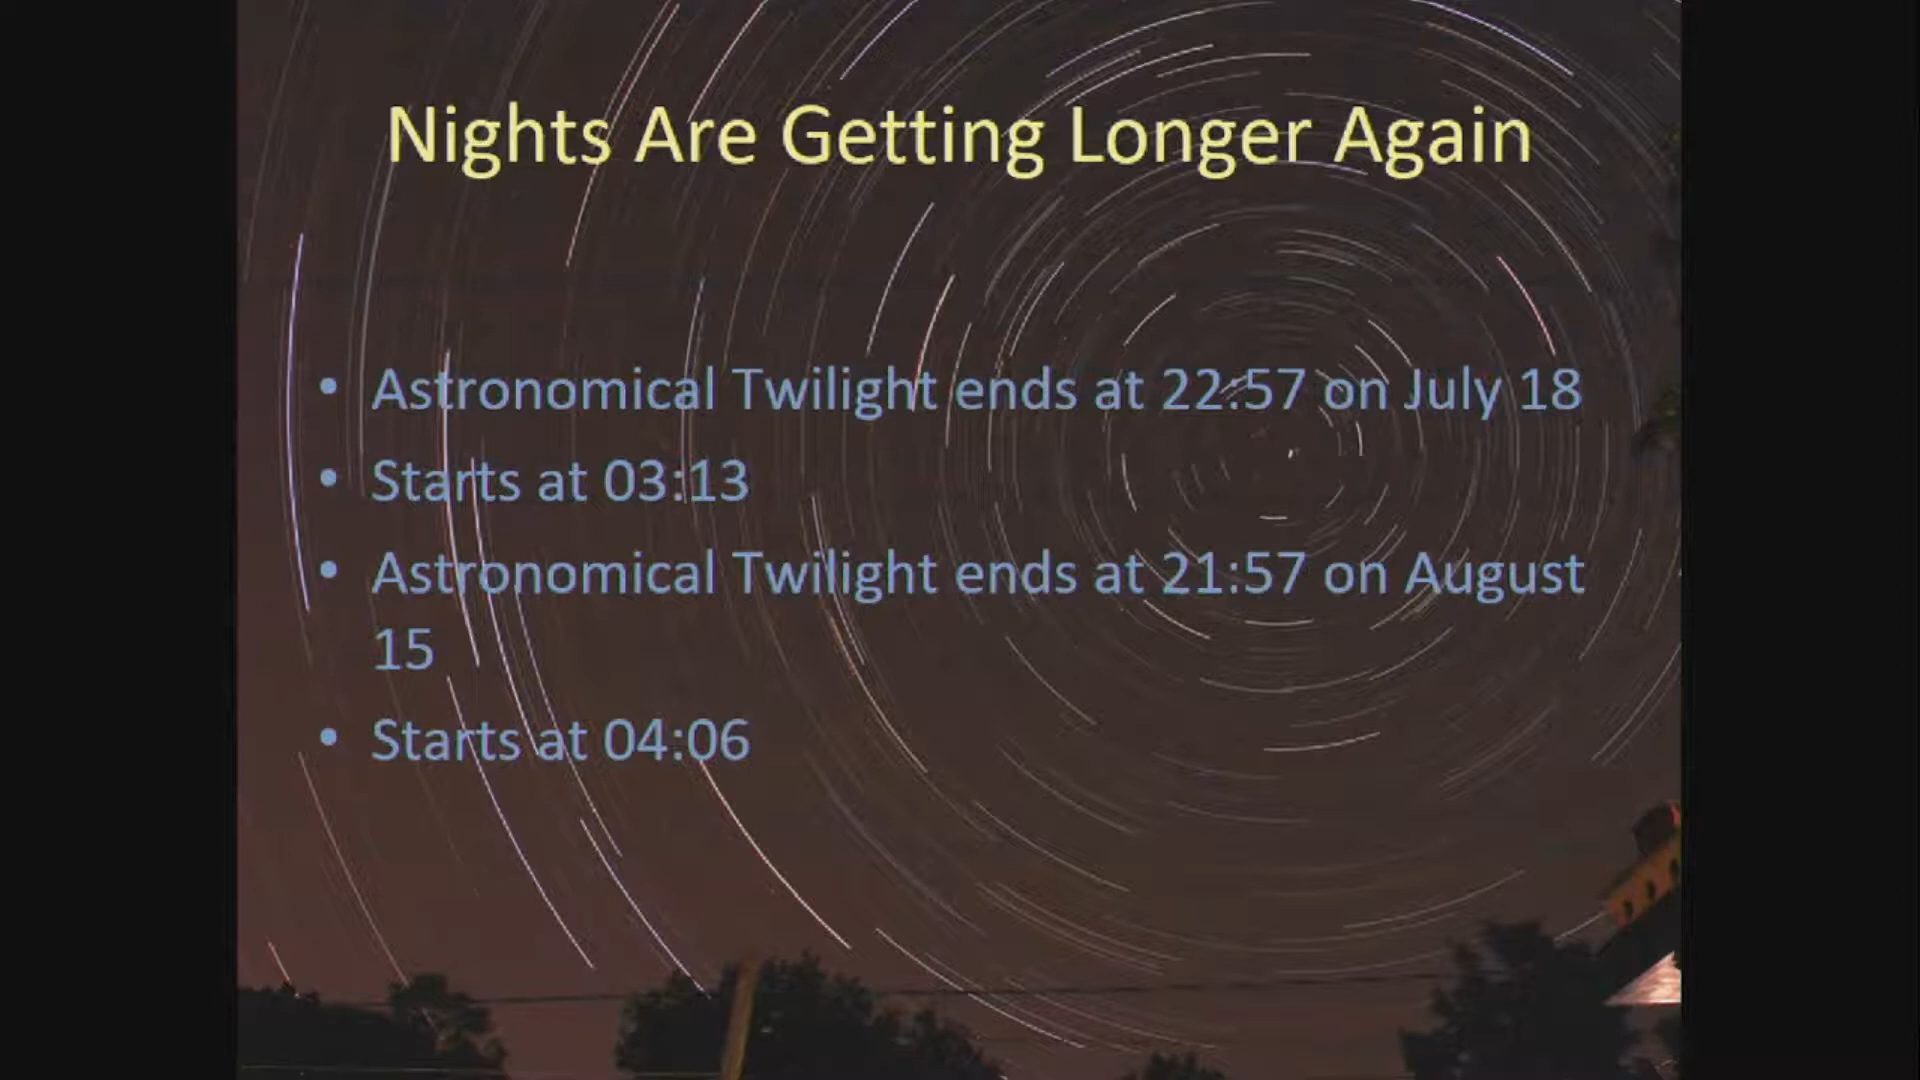 Nights Are Getting Longer Again
• Astronomical Twilight ends at 22:57 on July 18
• Starts at 03:13
• Astronomical Twilight ends at 21:57 on August
15
• Starts at 04:06